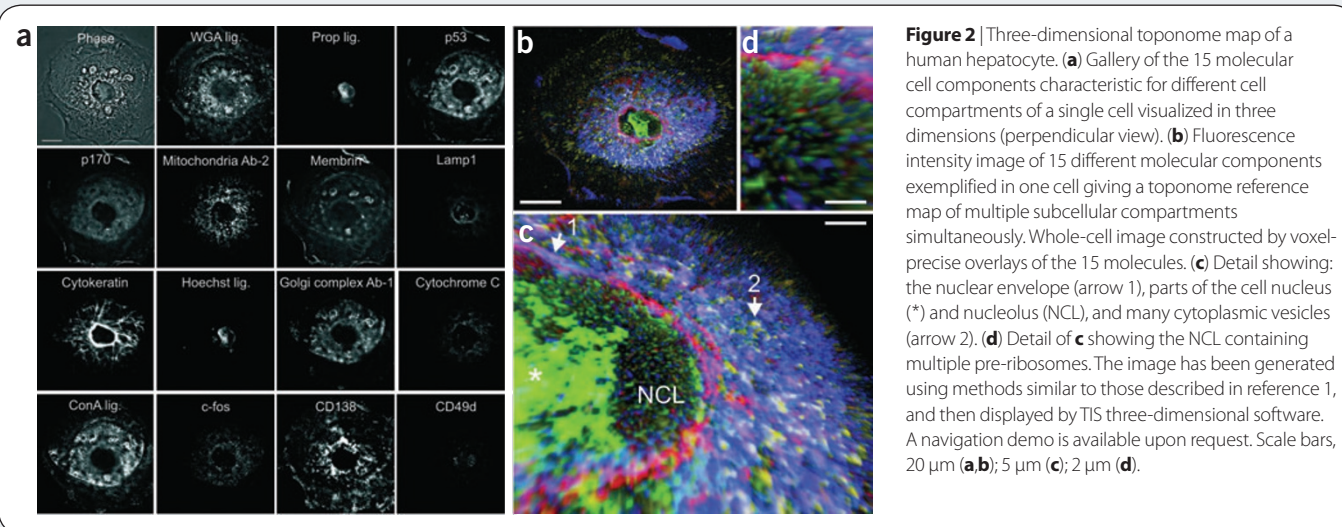 a
Phase
WGA lig.
Prop lig.
p53
p170
Mitochondria Ab-2
Membrin
Lamp1
Cytokeratin
Hoechst lig.
Golgi complex Ab-1
Cytochrome C
ConA lig.
c-fos
CD138
CD49d
b
d
c
1
2
*
NCL
Figure 2 | Three-dimensional toponome map of a
human hepatocyte. (a) Gallery of the 15 molecular
cell components characteristic for different cell
compartments of a single cell visualized in three
dimensions (perpendicular view). (b) Fluorescence
intensity image of 15 different molecular components
exemplified in one cell giving a toponome reference
map of multiple subcellular compartments
simultaneously. Whole-cell image constructed by voxel-
precise overlays of the 15 molecules. (c) Detail showing:
the nuclear envelope (arrow 1), parts of the cell nucleus
(*) and nucleolus (NCL), and many cytoplasmic vesicles
(arrow 2). (d) Detail of c showing the NCL containing
multiple pre-ribosomes. The image has been generated
using methods similar to those described in reference 1,
and then displayed by TIS three-dimensional software.
A navigation demo is available upon request. Scale bars,
20 μm (a,b); 5 μm (c); 2 μm (d).